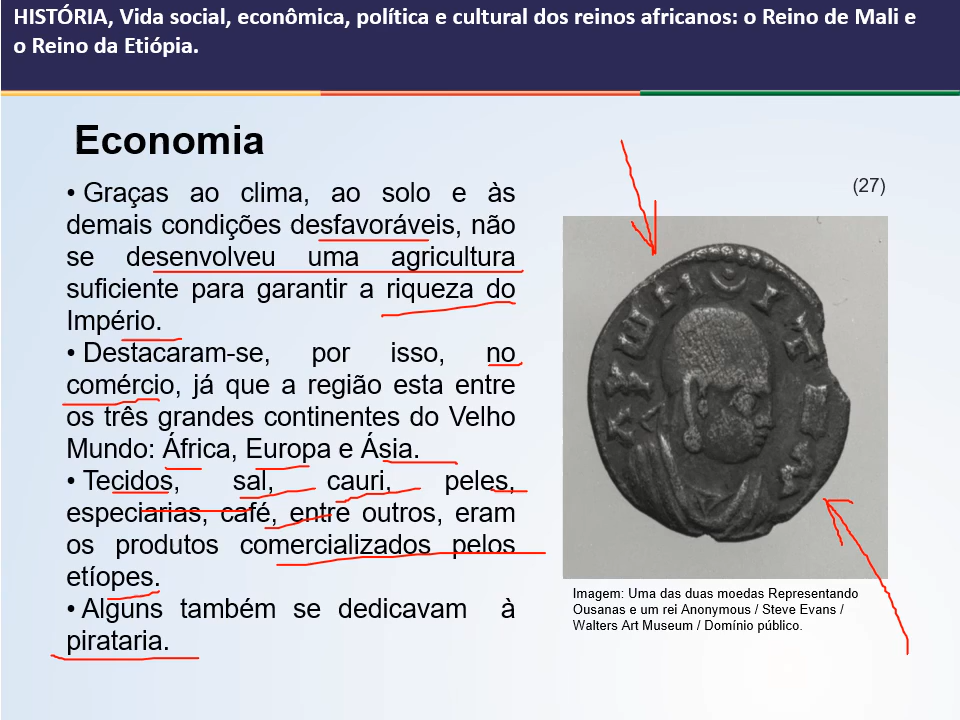 HISTÓRIA, Vida social, econômica, política e cultural dos reinos africanos: o Reino de Mali e
o Reino da Etiópia.
Economia
• Graças ao clima, ao solo e às
demais condições desfavoráveis, não
se desenvolveu uma agricultura
suficiente para garantir a riqueza do
Império.
• Destacaram-se, por isso, no
comércio, já que a região esta entre
os três grandes continentes do Velho
Mundo: África, Europa e Ásia.
• Tecidos, sal, cauri, peles,
especiarias, café, entre outros, eram
os produtos comercializados pelos
etíopes.
• Alguns também se dedicavam à
pirataria.
(27)
Imagem: Uma das duas moedas Representando
Ousanas e um rei Anonymous / Steve Evans /
Walters Art Museum / Domínio público.